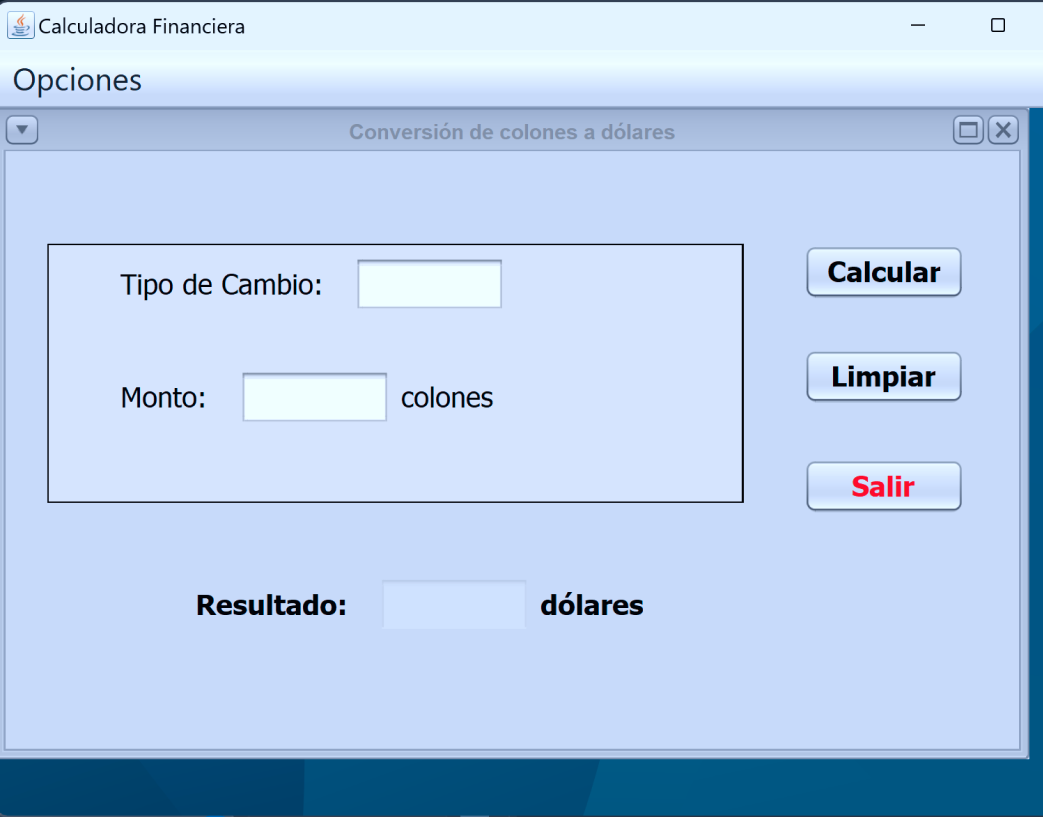 Calculadora Financiera
Opciones
Conversión de colones a dólares
Tipo de Cambio:
Calcular
Monto: colones
Limpiar
Salir
Resultado: dólares